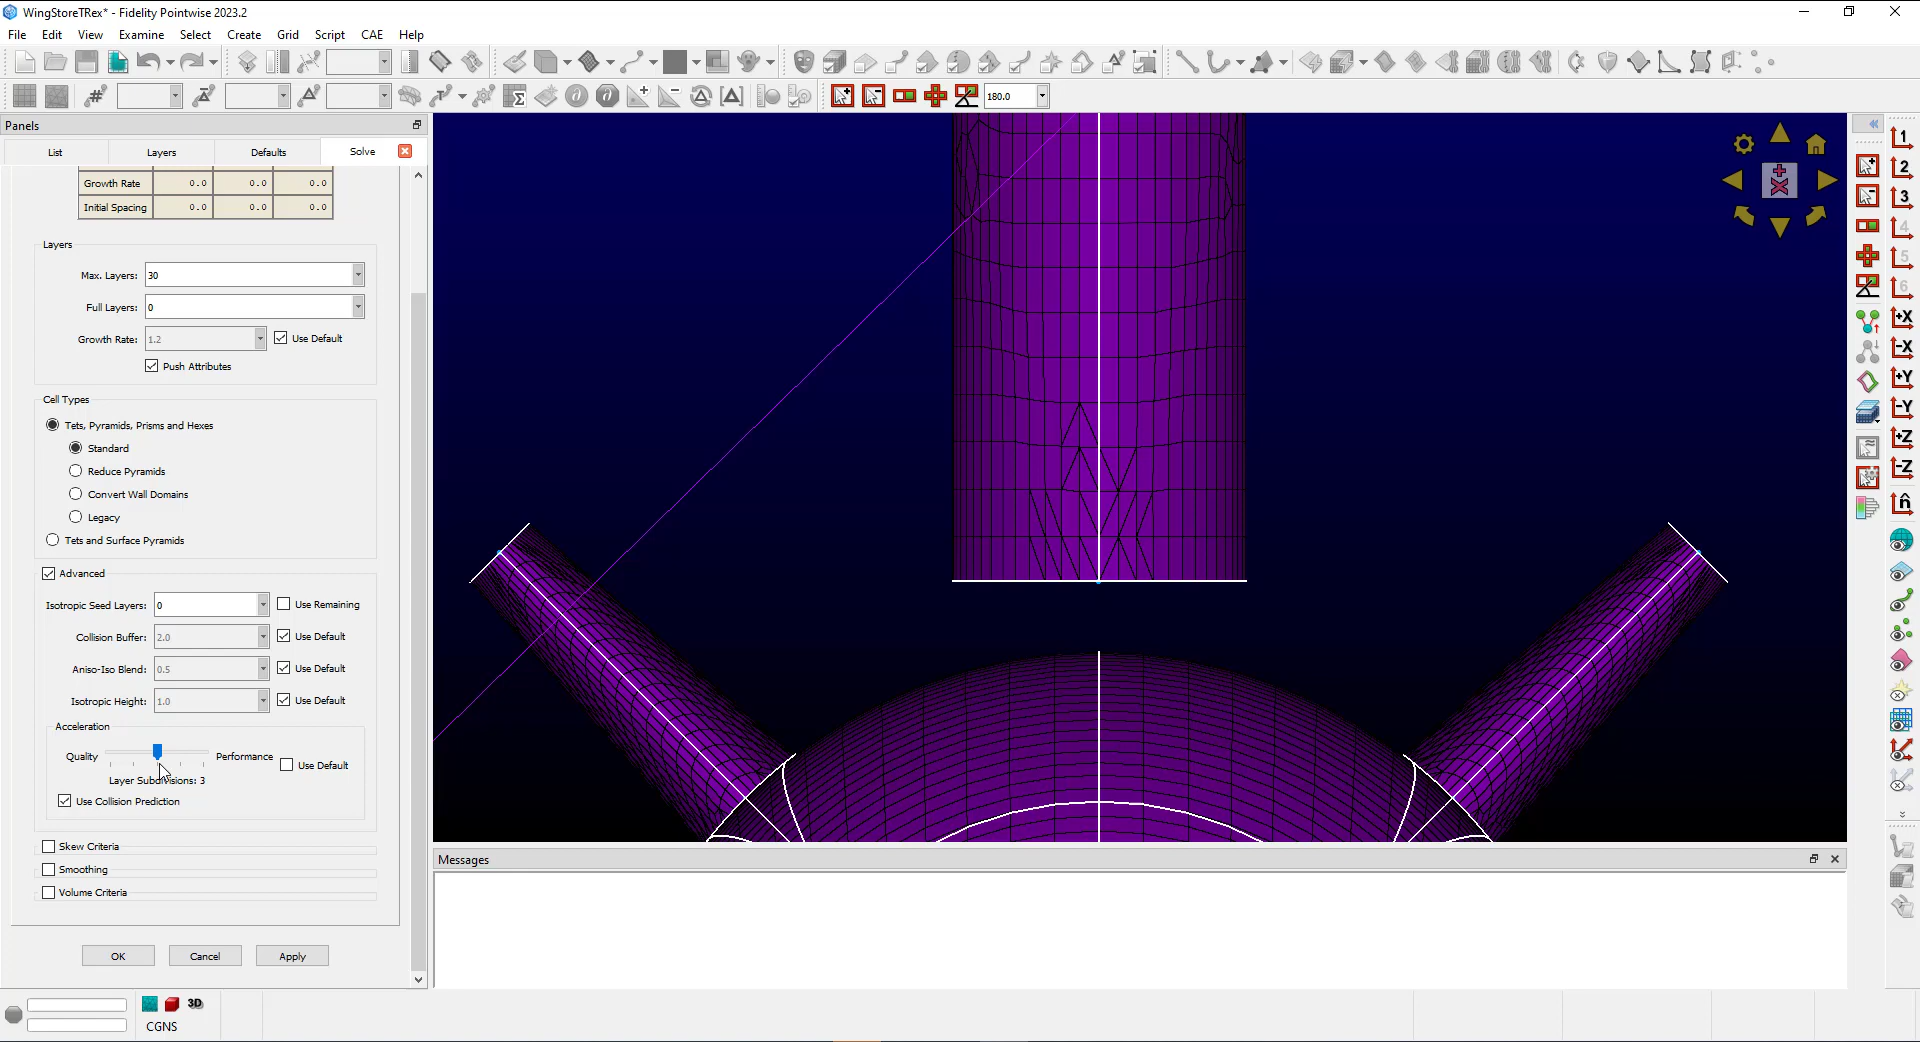 WingStoreTRex* - Fidelity Pointwise 2023.2
File Edit View Examine Select Create Grid Script CAE Help
180.0
Panels
List Layers Defaults Solve
Growth Rate 0.0 0.0 0.0
Initial Spacing 0.0 0.0 0.0
Layers
Max. Layers: 30
Full Layers: 0
Growth Rate: 1.2 Use Default
Push Attributes
Cell Types
Tets, Pyramids, Prisms and Hexes
Standard
Reduce Pyramids
Convert Wall Domains
Legacy
Tets and Surface Pyramids
Advanced
Isotropic Seed Layers: 0 Use Remaining
Collision Buffer: 2.0 Use Default
Aniso-Iso Blend: 0.5 Use Default
Isotropic Height: 1.0 Use Default
Acceleration
Quality Performance Use Default
Layer Subdivisions: 3
Use Collision Prediction
Skew Criteria
Smoothing
Volume Criteria
OK Cancel Apply
Messages
3D
CGNS
1
2
3
4
5
6
+X
-X
+Y
-Y
+Z
-Z
n̂